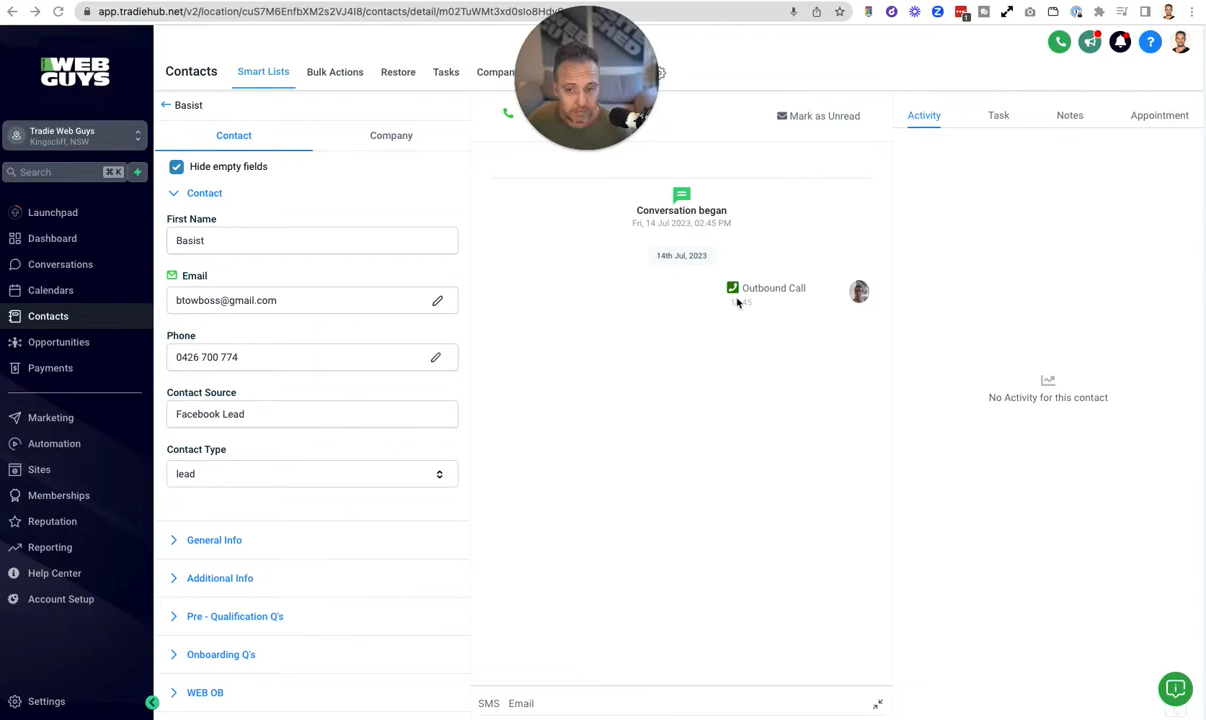 app.tradiehub.net/v2/location/cuS7M6EnfbXM2s2VJ4I8/contacts/detail/m02TuWMt3xd0sIo8Hdy
1
WEB
GUYS
Contacts
Smart Lists
Bulk Actions
Restore
Tasks
Compan
Tradie Web Guys
Kingscliff, NSW
Search
⌘ K
Launchpad
Dashboard
Conversations
Calendars
Contacts
Opportunities
Payments
Marketing
Automation
Sites
Memberships
Reputation
Reporting
Help Center
Account Setup
Settings
Basist
Contact
Company
Hide empty fields
Contact
First Name
Basist
Email
btowboss@gmail.com
Phone
0426 700 774
Contact Source
Facebook Lead
Contact Type
lead
General Info
Additional Info
Pre - Qualification Q's
Onboarding Q's
WEB OB
Mark as Unread
Conversation began
Fri, 14 Jul 2023, 02:45 PM
14th Jul, 2023
Outbound Call
SMS
Email
Activity
Task
Notes
Appointment
No Activity for this contact